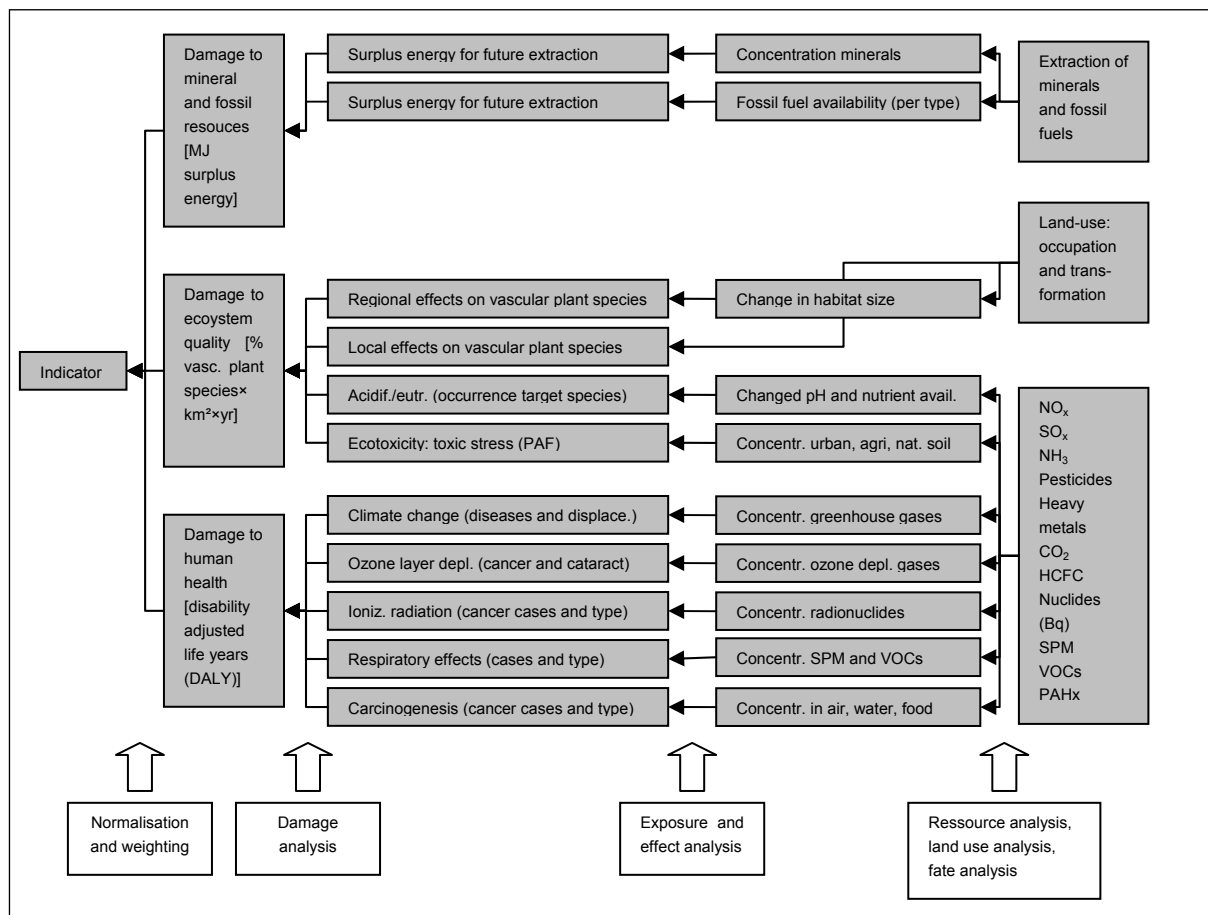 Damage to
mineral
and fossil
resouces
[MJ
surplus
energy]
Surplus energy for future extraction
Concentration minerals
Surplus energy for future extraction
Fossil fuel availability (per type)
Extraction of
minerals
and fossil
fuels
Land-use:
occupation
and trans-
formation
Indicator
Damage to
ecoystem
quality [%
vasc. plant
species×
km²×yr]
Regional effects on vascular plant species
Change in habitat size
Local effects on vascular plant species
Acidif./eutr. (occurrence target species)
Changed pH and nutrient avail.
Ecotoxicity: toxic stress (PAF)
Concentr. urban, agri, nat. soil
NOₓ
SOₓ
NH₃
Pesticides
Heavy
metals
CO₂
HCFC
Nuclides
(Bq)
SPM
VOCs
PAHx
Damage to
human
health
[disability
adjusted
life years
(DALY)]
Climate change (diseases and displace.)
Concentr. greenhouse gases
Ozone layer depl. (cancer and cataract)
Concentr. ozone depl. gases
Ioniz. radiation (cancer cases and type)
Concentr. radionuclides
Respiratory effects (cases and type)
Concentr. SPM and VOCs
Carcinogenesis (cancer cases and type)
Concentr. in air, water, food
Normalisation
and weighting
Damage
analysis
Exposure and
effect analysis
Ressource analysis,
land use analysis,
fate analysis